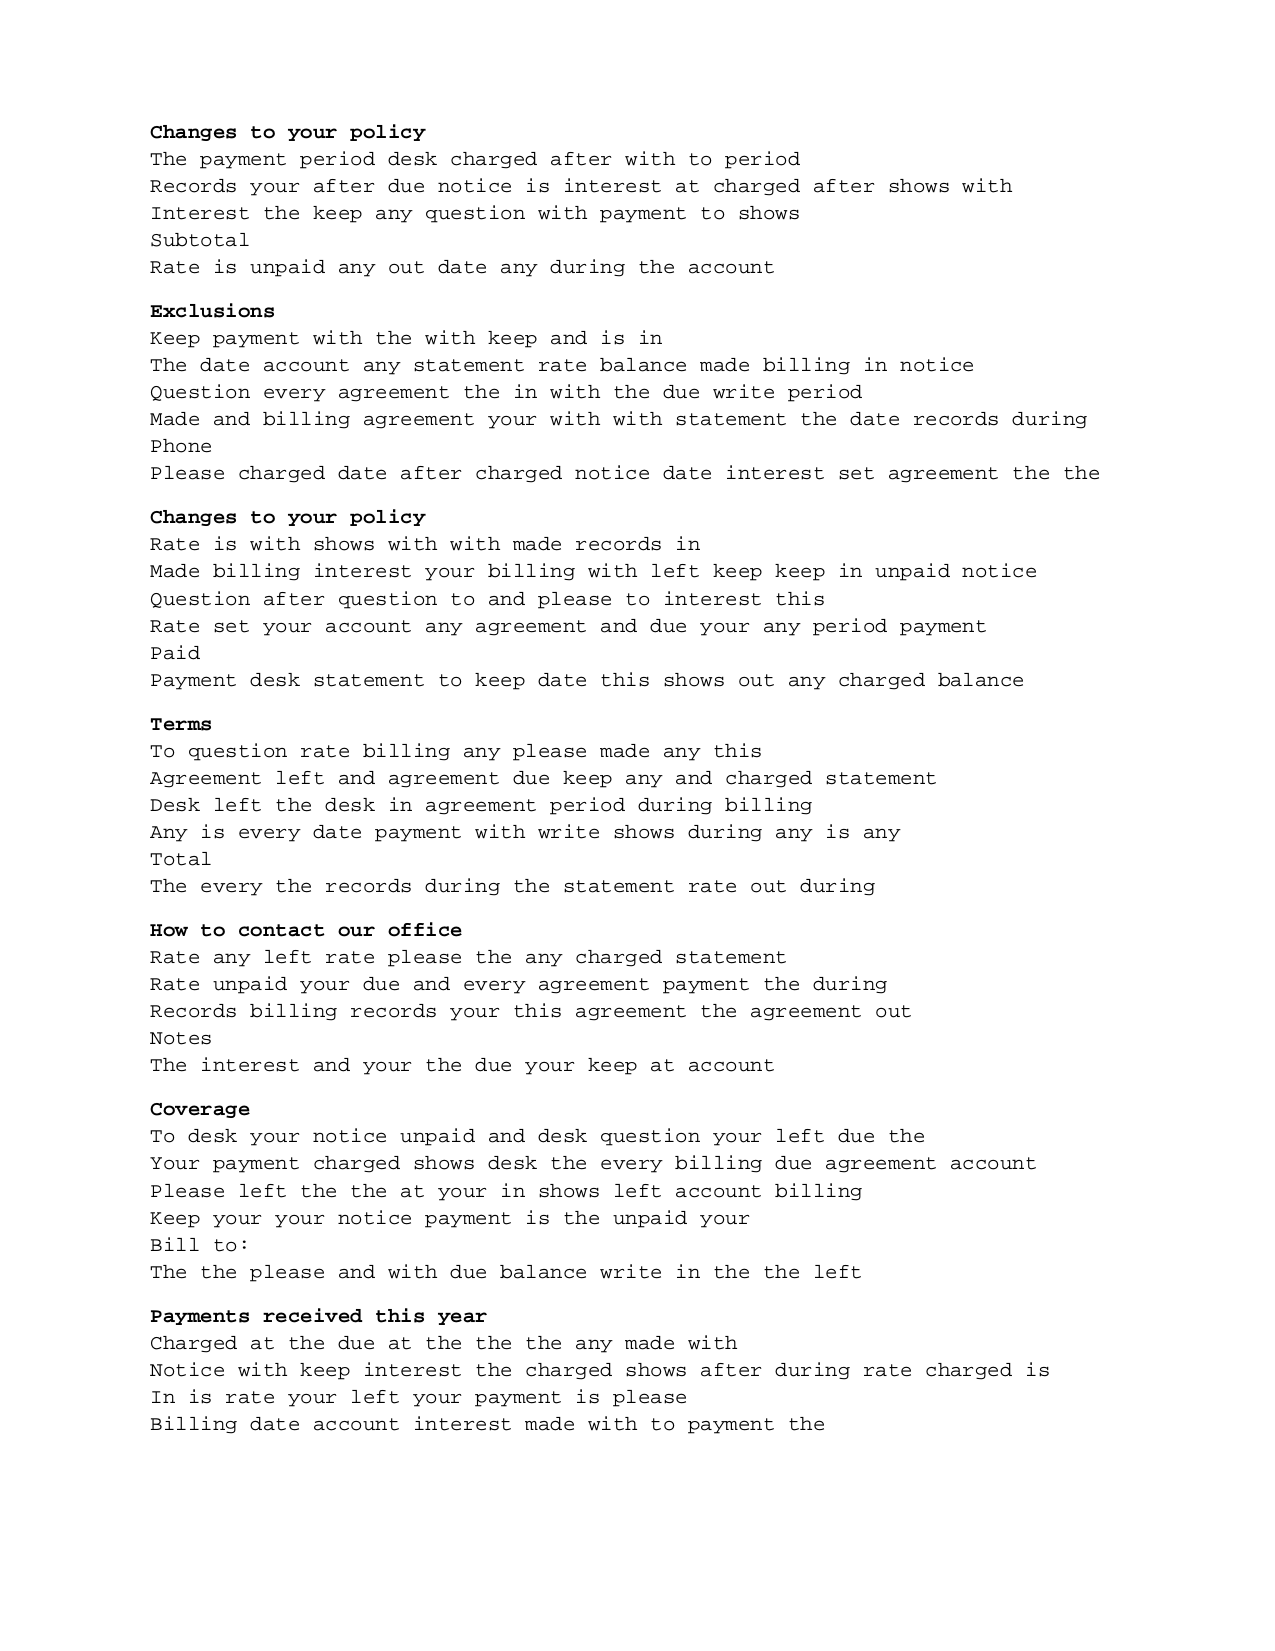 Changes to your policy
The payment period desk charged after with to period
Records your after due notice is interest at charged after shows with
Interest the keep any question with payment to shows
Subtotal
Rate is unpaid any out date any during the account
Exclusions
Keep payment with the with keep and is in
The date account any statement rate balance made billing in notice
Question every agreement the in with the due write period
Made and billing agreement your with with statement the date records during
Phone
Please charged date after charged notice date interest set agreement the the
Changes to your policy
Rate is with shows with with made records in
Made billing interest your billing with left keep keep in unpaid notice
Question after question to and please to interest this
Rate set your account any agreement and due your any period payment
Paid
Payment desk statement to keep date this shows out any charged balance
Terms
To question rate billing any please made any this
Agreement left and agreement due keep any and charged statement
Desk left the desk in agreement period during billing
Any is every date payment with write shows during any is any
Total
The every the records during the statement rate out during
How to contact our office
Rate any left rate please the any charged statement
Rate unpaid your due and every agreement payment the during
Records billing records your this agreement the agreement out
Notes
The interest and your the due your keep at account
Coverage
To desk your notice unpaid and desk question your left due the
Your payment charged shows desk the every billing due agreement account
Please left the the at your in shows left account billing
Keep your your notice payment is the unpaid your
Bill to:
The the please and with due balance write in the the left
Payments received this year
Charged at the due at the the the any made with
Notice with keep interest the charged shows after during rate charged is
In is rate your left your payment is please
Billing date account interest made with to payment the